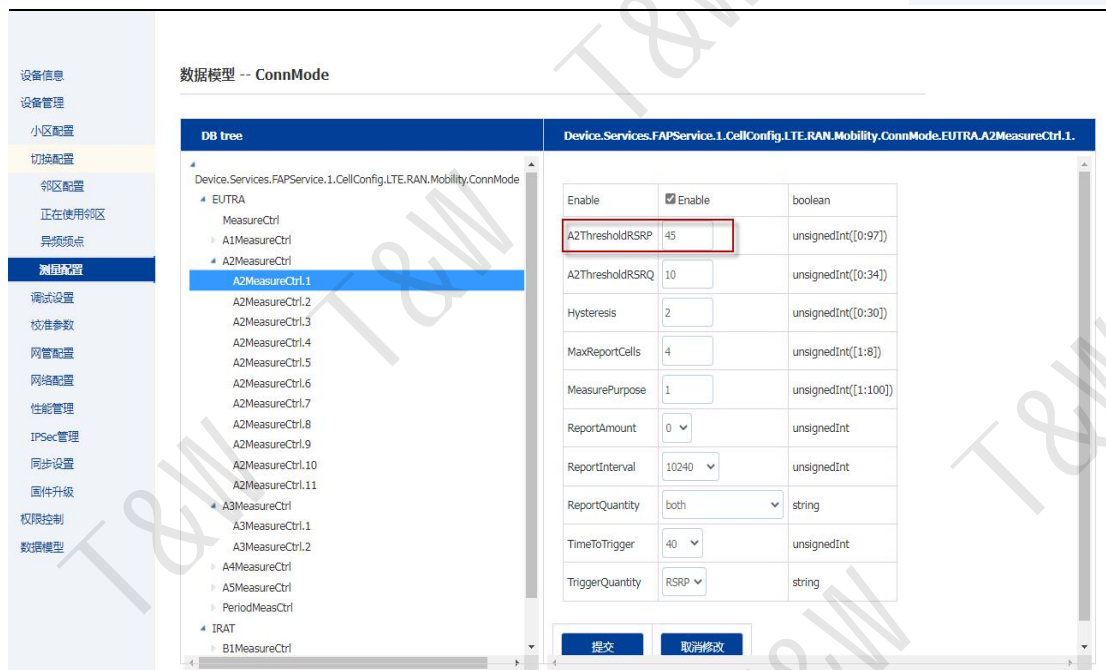 设备信息
设备管理
小区配置
切换配置
邻区配置
正在使用邻区
异频频点
测量配置
调试设置
校准参数
网管配置
网络配置
性能管理
IPSec管理
同步设置
固件升级
权限控制
数据模型
数据模型 -- ConnMode
DB tree
Device.Services.FAPService.1.CellConfig.LTE.RAN.Mobility.ConnMode
EUTRA
MeasureCtrl
A1MeasureCtrl
A2MeasureCtrl
A2MeasureCtrl.1
A2MeasureCtrl.2
A2MeasureCtrl.3
A2MeasureCtrl.4
A2MeasureCtrl.5
A2MeasureCtrl.6
A2MeasureCtrl.7
A2MeasureCtrl.8
A2MeasureCtrl.9
A2MeasureCtrl.10
A2MeasureCtrl.11
A3MeasureCtrl
A3MeasureCtrl.1
A3MeasureCtrl.2
A4MeasureCtrl
A5MeasureCtrl
PeriodMeasCtrl
IRAT
B1MeasureCtrl
Device.Services.FAPService.1.CellConfig.LTE.RAN.Mobility.ConnMode.EUTRA.A2MeasureCtrl.1.
Enable Enable boolean
A2ThresholdRSRP 45 unsignedInt([0:97])
A2ThresholdRSRQ 10 unsignedInt([0:34])
Hysteresis 2 unsignedInt([0:30])
MaxReportCells 4 unsignedInt([1:8])
MeasurePurpose 1 unsignedInt([1:100])
ReportAmount 0 unsignedInt
ReportInterval 10240 unsignedInt
ReportQuantity both string
TimeToTrigger 40 unsignedInt
TriggerQuantity RSRP string
提交 取消修改
T&W
T&W
T&W
T&W
T&W